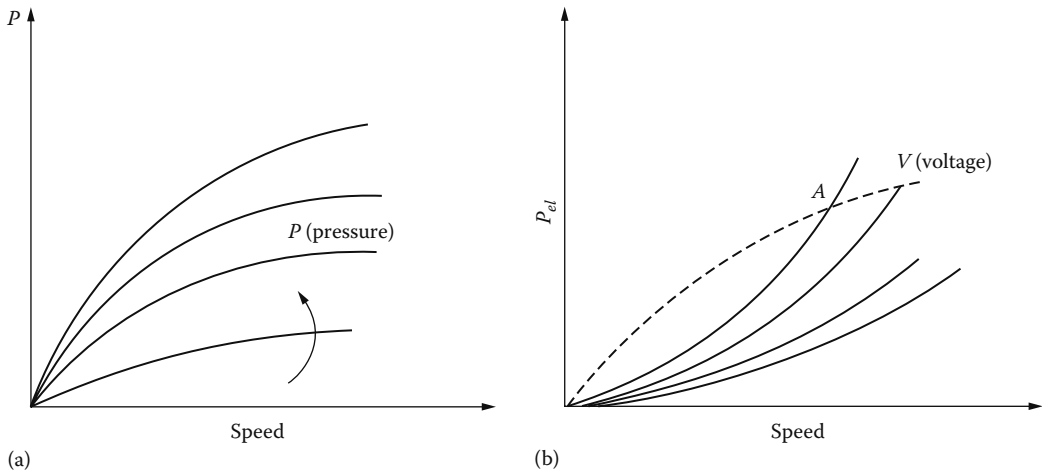 P
P (pressure)
Speed
(a)
P_el
A
V (voltage)
Speed
(b)